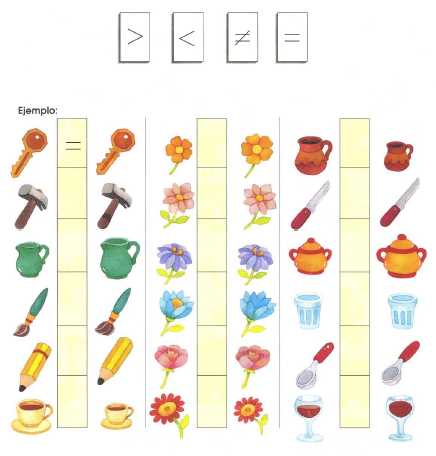 > < ≠ =
Ejemplo:
=